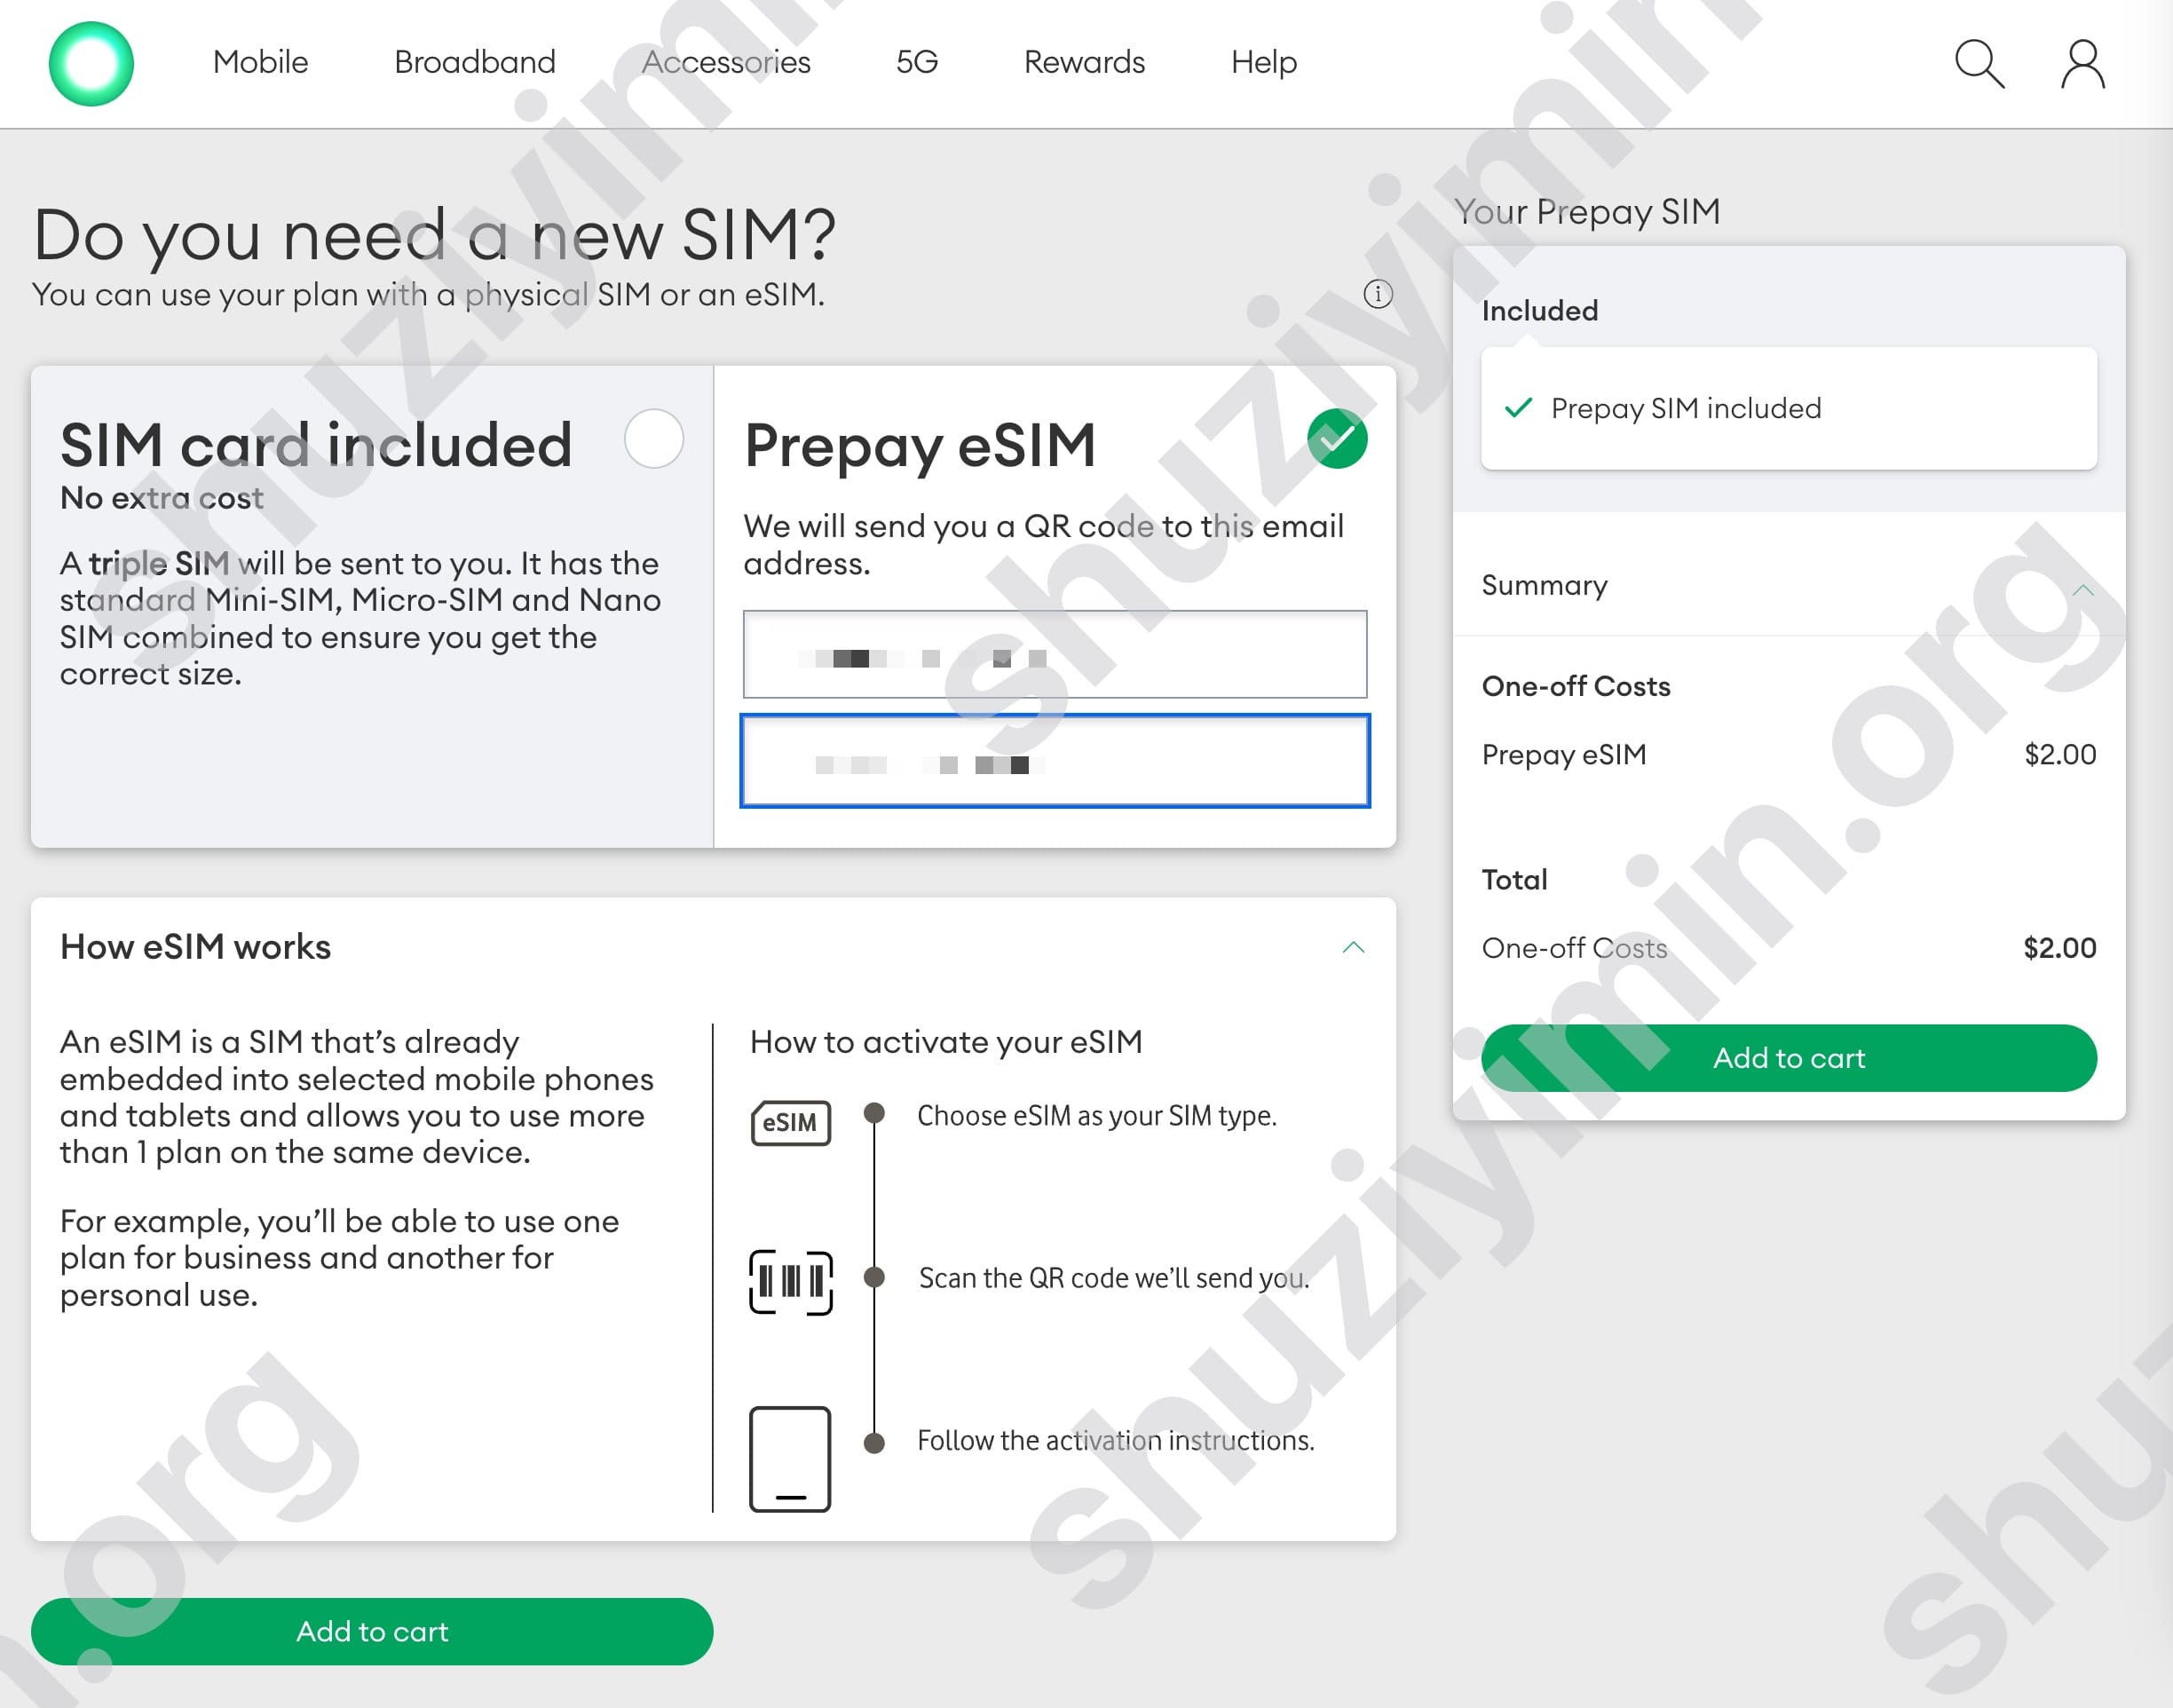 Mobile
Broadband
Accessories
5G
Rewards
Help
Do you need a new SIM?
You can use your plan with a physical SIM or an eSIM.
SIM card included
No extra cost
A triple SIM will be sent to you. It has the
standard Mini-SIM, Micro-SIM and Nano
SIM combined to ensure you get the
correct size.
Prepay eSIM
We will send you a QR code to this email
address.
How eSIM works
An eSIM is a SIM that’s already
embedded into selected mobile phones
and tablets and allows you to use more
than 1 plan on the same device.
For example, you’ll be able to use one
plan for business and another for
personal use.
How to activate your eSIM
eSIM
Choose eSIM as your SIM type.
Scan the QR code we’ll send you.
Follow the activation instructions.
Add to cart
Your Prepay SIM
Included
Prepay SIM included
Summary
One-off Costs
Prepay eSIM $2.00
Total
One-off Costs $2.00
Add to cart
shuziyimin.org